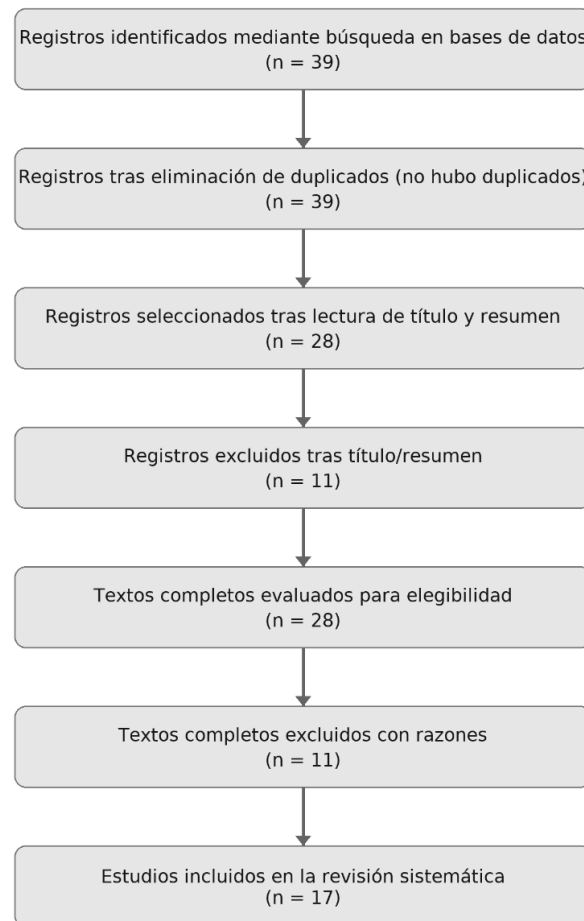 Registros identificados mediante búsqueda en bases de datos
(n = 39)
Registros tras eliminación de duplicados (no hubo duplicados)
(n = 39)
Registros seleccionados tras lectura de título y resumen
(n = 28)
Registros excluidos tras título/resumen
(n = 11)
Textos completos evaluados para elegibilidad
(n = 28)
Textos completos excluidos con razones
(n = 11)
Estudios incluidos en la revisión sistemática
(n = 17)